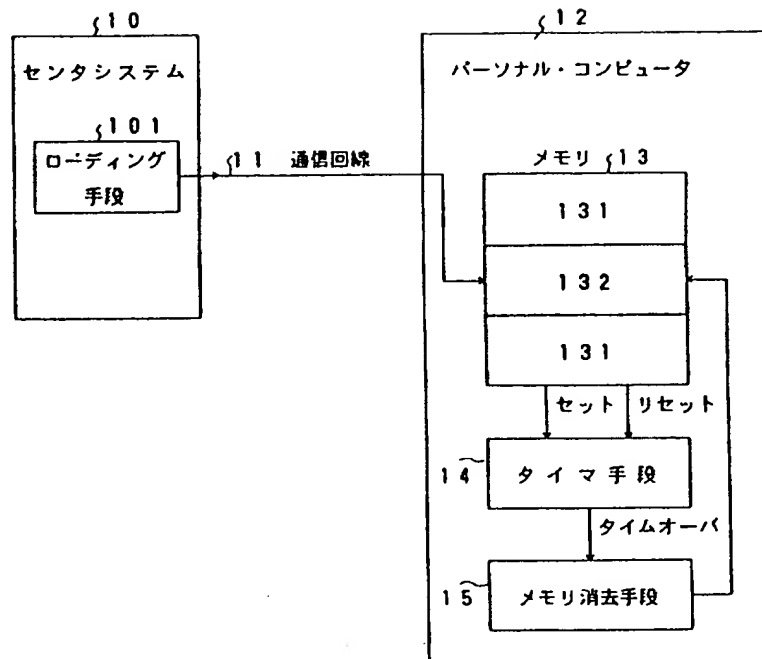 10
センタシステム
101
ローディング
手段
11 通信回線
12
パーソナル・コンピュータ
メモリ 13
131
132
131
セット リセット
14 タイマ手段
タイムオーバ
15 メモリ消去手段